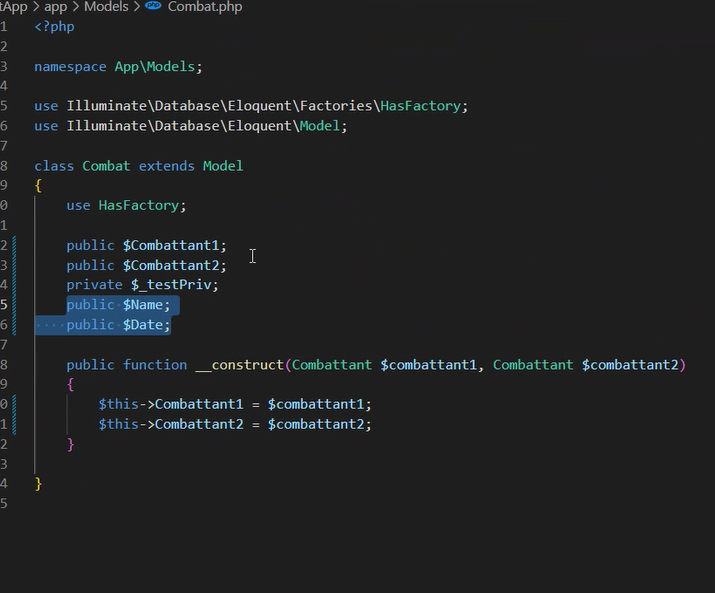 tApp > app > Models > php Combat.php
1 <?php
2
3 namespace App\Models;
4
5 use Illuminate\Database\Eloquent\Factories\HasFactory;
6 use Illuminate\Database\Eloquent\Model;
7
8 class Combat extends Model
9 {
0 use HasFactory;
1
2 public $Combattant1;
3 public $Combattant2;
4 private $_testPriv;
5 public $Name;
6 public $Date;
7
8 public function __construct(Combattant $combattant1, Combattant $combattant2)
9 {
0 $this->Combattant1 = $combattant1;
1 $this->Combattant2 = $combattant2;
2 }
3
4 }
5